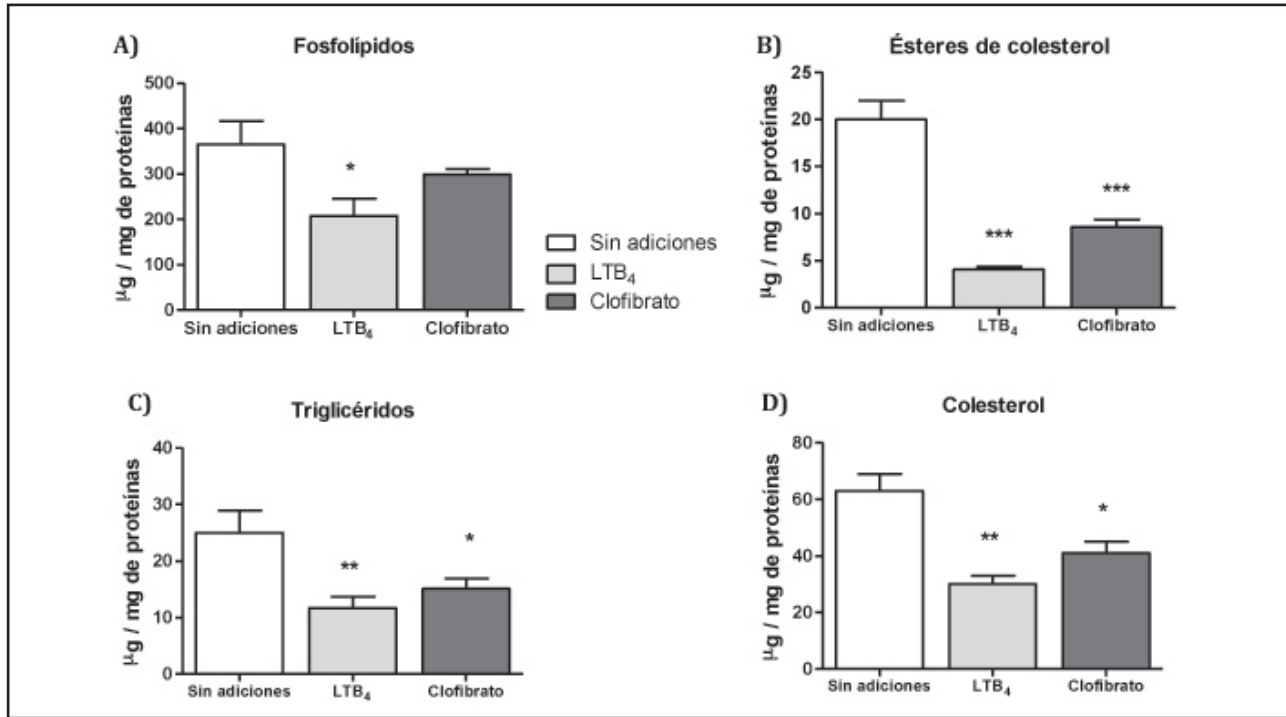 A)
Fosfolípidos
µg / mg de proteínas
500
400
300
200
100
0
*
Sin adiciones
LTB₄
Clofibrato
Sin adiciones
LTB₄
Clofibrato
B)
Ésteres de colesterol
µg / mg de proteínas
25
20
15
10
5
0
***
***
Sin adiciones
LTB₄
Clofibrato
C)
Triglicéridos
µg / mg de proteínas
40
30
20
10
0
**
*
Sin adiciones
LTB₄
Clofibrato
D)
Colesterol
µg / mg de proteínas
80
60
40
20
0
**
*
Sin adiciones
LTB₄
Clofibrato